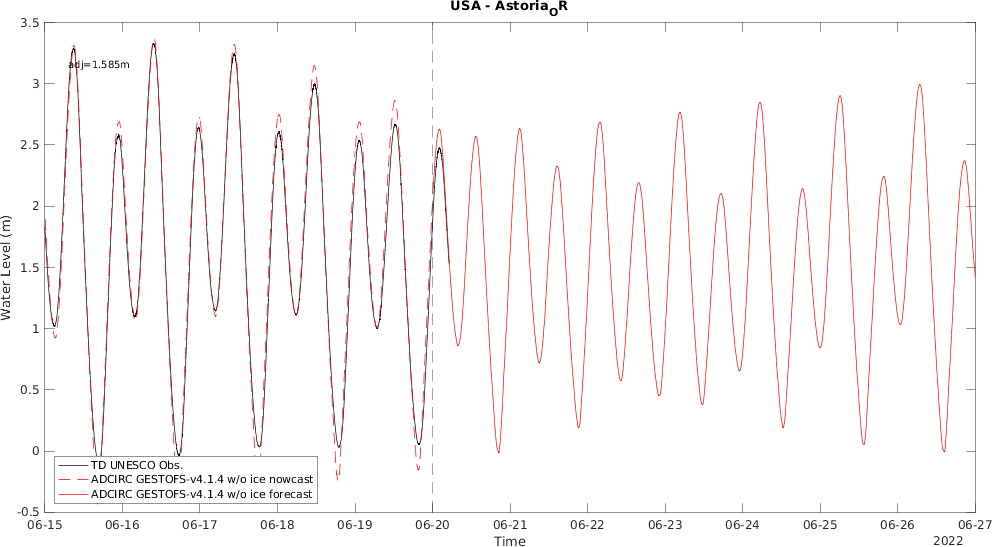 USA - Astoria_OR
adj=1.585m
3.5
3
2.5
2
1.5
1
0.5
0
-0.5
Water Level (m)
TD UNESCO Obs.
ADCIRC GESTOFS-v4.1.4 w/o ice nowcast
ADCIRC GESTOFS-v4.1.4 w/o ice forecast
06-15 06-16 06-17 06-18 06-19 06-20 06-21 06-22 06-23 06-24 06-25 06-26 06-27
Time
2022